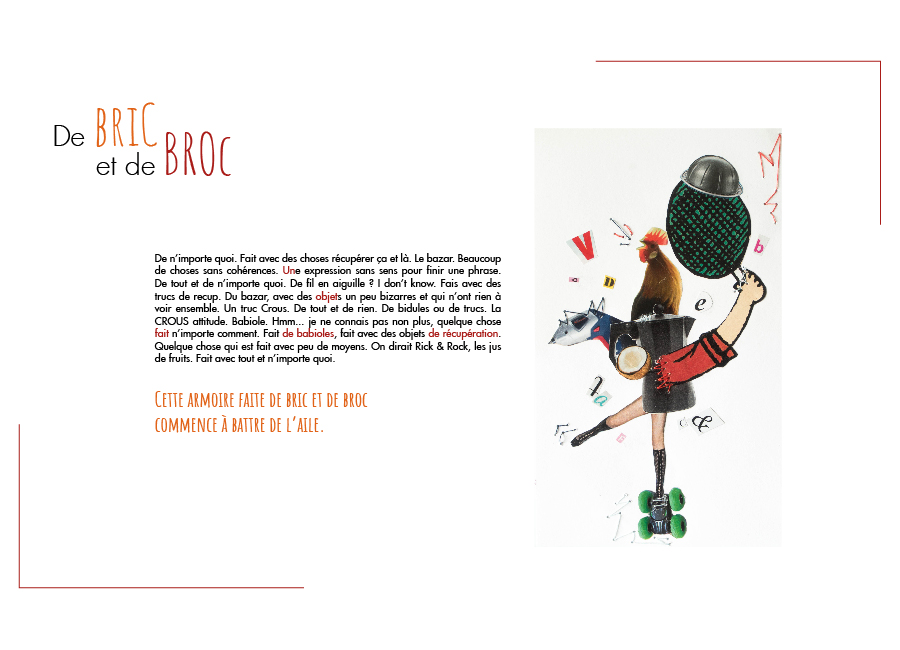 De BRIC
et de BROC
De n'importe quoi. Fait avec des choses récupérer ça et là. Le bazar. Beaucoup
de choses sans cohérences. Une expression sans sens pour finir une phrase.
De tout et de n'importe quoi. De fil en aiguille ? I don't know. Fais avec des
trucs de recup. Du bazar, avec des objets un peu bizarres et qui n'ont rien à
voir ensemble. Un truc Crous. De tout et de rien. De bidules ou de trucs. La
CROUS attitude. Babiole. Hmm... je ne connais pas non plus, quelque chose
fait n'importe comment. Fait de babioles, fait avec des objets de récupération.
Quelque chose qui est fait avec peu de moyens. On dirait Rick & Rock, les jus
de fruits. Fait avec tout et n'importe quoi.
Cette armoire faite de bric et de broc
commence à battre de l'aile.
V
b
a
D
e
f
a
&